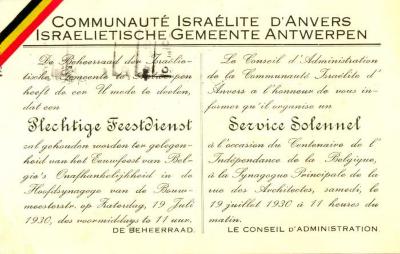 COMMUNAUTÉ ISRAÉLITE D'ANVERS
ISRAELIETISCHE GEMEENTE ANTWERPEN
De Beheerraad der Israëlie-
tische Gemeente te Antwerpen
heeft de eer U mede te deelen,
dat een
Plechtige Feestdienst
zal gehouden worden ter gelegen-
heid van het Eeuwfeest van Bel-
gie's Onafhankelijkheid in de
Hoofdsynagoge van de Bouw-
meestersstr. op Zaterdag, 19 Juli
1930, des voormiddags te 11 uur.
DE BEHEERRAAD.
Le Conseil d'Administration
de la Communauté Israélite d'
Anvers a l'honneur de vous in-
former qu'il organise un
Service Solennel
à l'occasion du Centenaire de l'
Indépendance de la Belgique,
à la Synagogue Principale de la
rue des Architectes, samedi, le
19 juillet 1930 à 11 heures du
matin.
LE CONSEIL D'ADMINISTRATION.